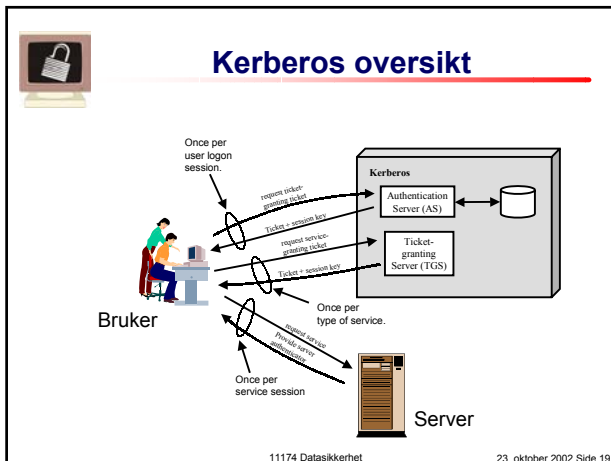 Kerberos oversikt
Once per
user logon
session.
Kerberos
request ticket-
granting ticket
Authentication
Server (AS)
Ticket + session key
request service-
granting ticket
Ticket-
granting
Server (TGS)
Ticket + session key
Bruker
Once per
type of service.
request service
Provide server
authenticator
Once per
service session
Server
11174 Datasikkerhet
23. oktober 2002 Side 19